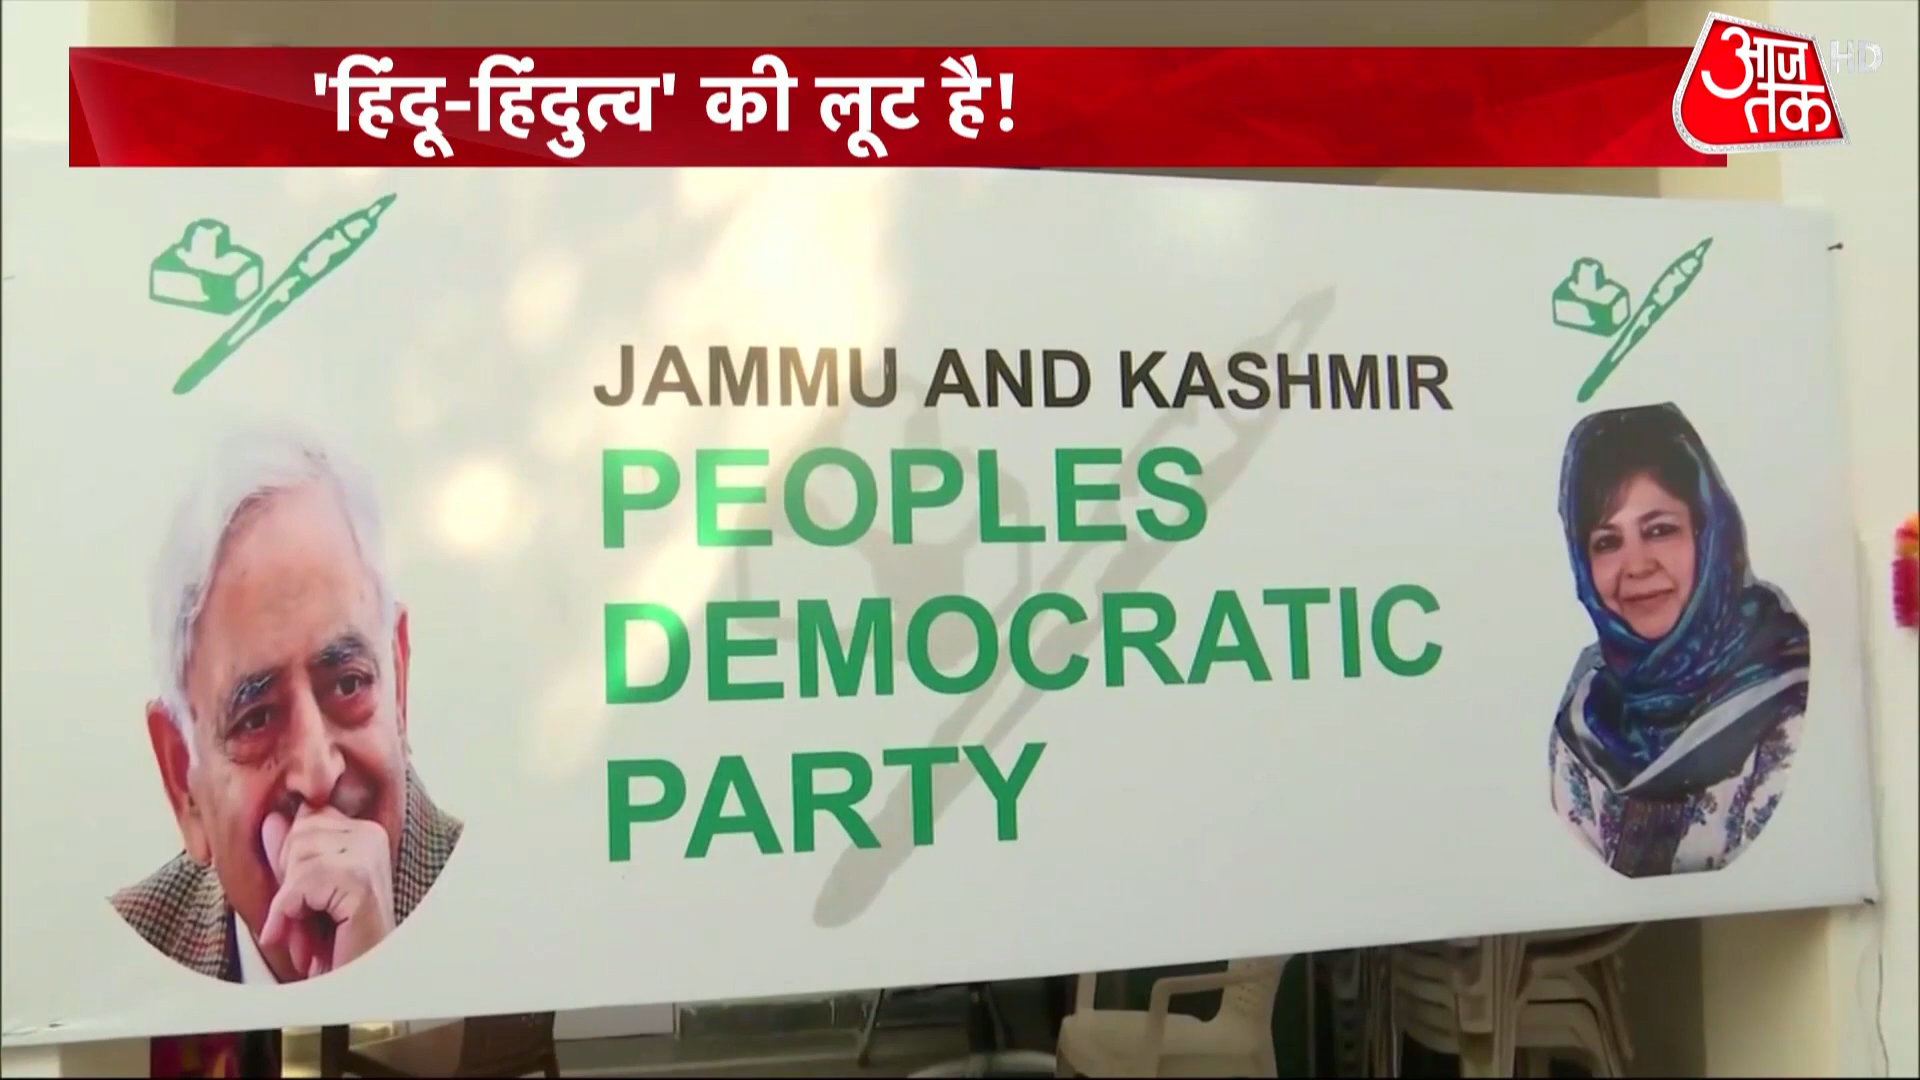 'हिंदू-हिंदुत्व' की लूट है!
आज तक HD
JAMMU AND KASHMIR
PEOPLES
DEMOCRATIC
PARTY